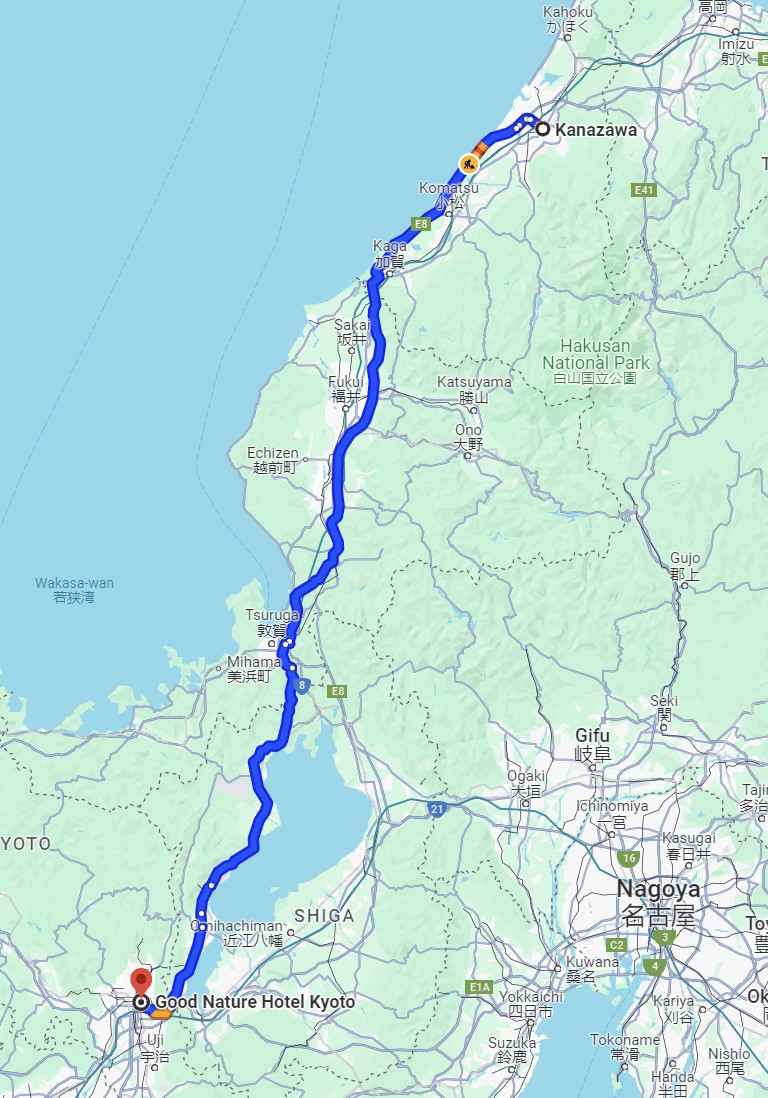 Kahoku
かほく
高岡
Imizu
射水
E
Kanazawa
Komatsu
小松
E41
E8
Kaga
加賀
Sakai
坂井
Hakusan
National Park
白山国立公園
Fukui
福井
Katsuyama
勝山
Ono
大野
Echizen
越前町
Gujo
郡上
Wakasa-wan
若狭湾
Tsuruga
敦賀
Mihama
美浜町
8
E8
Seki
関
Gifu
岐阜
Ogaki
大垣
Tajin
多治
Ichinomiya
一宮
21
Kasugai
春日井
YOTO
16
Nagoya
名古屋
SHIGA
Omihachiman
近江八幡
Toy
豊
3
C2
4
Kuwana
桑名
Good Nature Hotel Kyoto
E1A
Yokkaichi
四日市
Kariya
刈谷
Ok
Uji
宇治
Suzuka
鈴鹿
Tokoname
常滑
Nishio
西尾
Handa
半田